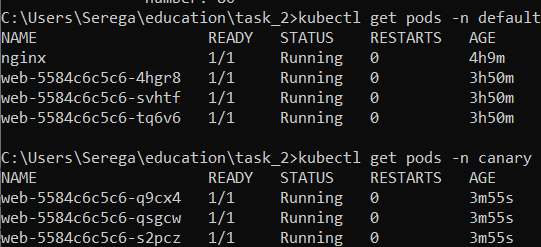 C:\Users\Serega\education\task_2>kubectl get pods -n default
NAME READY STATUS RESTARTS AGE
nginx 1/1 Running 0 4h9m
web-5584c6c5c6-4hgr8 1/1 Running 0 3h50m
web-5584c6c5c6-svhtf 1/1 Running 0 3h50m
web-5584c6c5c6-tq6v6 1/1 Running 0 3h50m
C:\Users\Serega\education\task_2>kubectl get pods -n canary
NAME READY STATUS RESTARTS AGE
web-5584c6c5c6-q9cx4 1/1 Running 0 3m55s
web-5584c6c5c6-qsgcw 1/1 Running 0 3m55s
web-5584c6c5c6-s2pcz 1/1 Running 0 3m55s